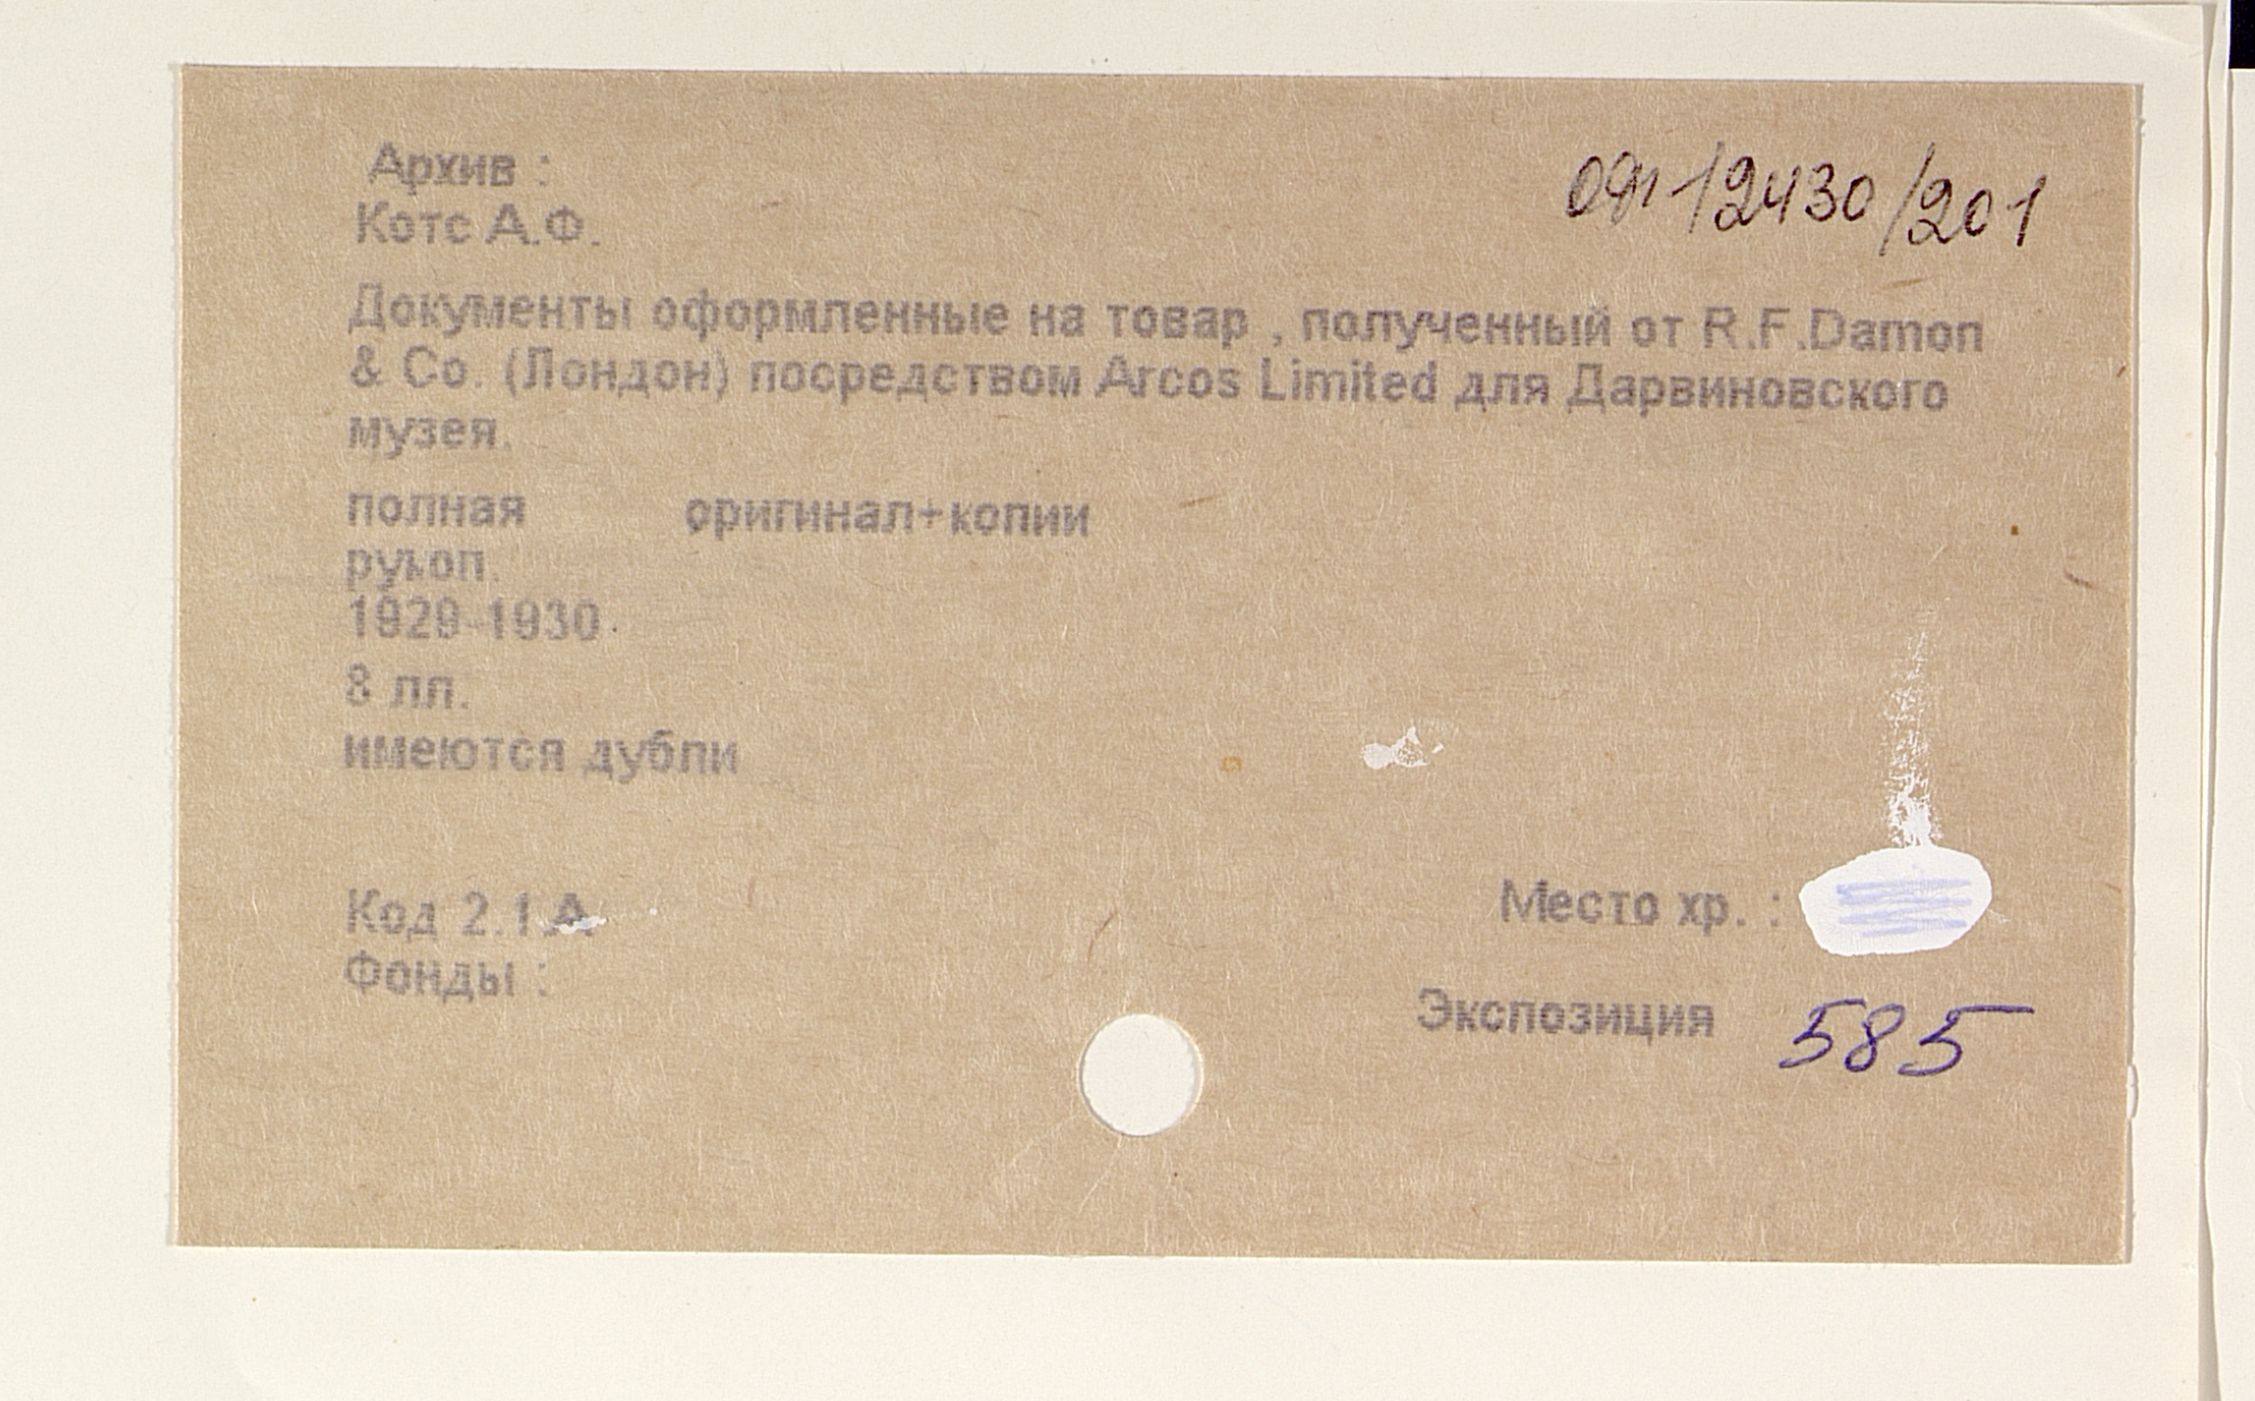 Архив :
ОФ 12430/201
Котс А.Ф.
Документы оформленные на товар , полученный от R.F.Damon
& Co. (Лондон) посредством Arcos Limited для Дарвиновского
музея.
полная оригинал+копии
рукоп.
1929-1930
8 лл.
имеются дубли
Код 2.1.А
Место хр. :
Фонды :
Экспозиция 585